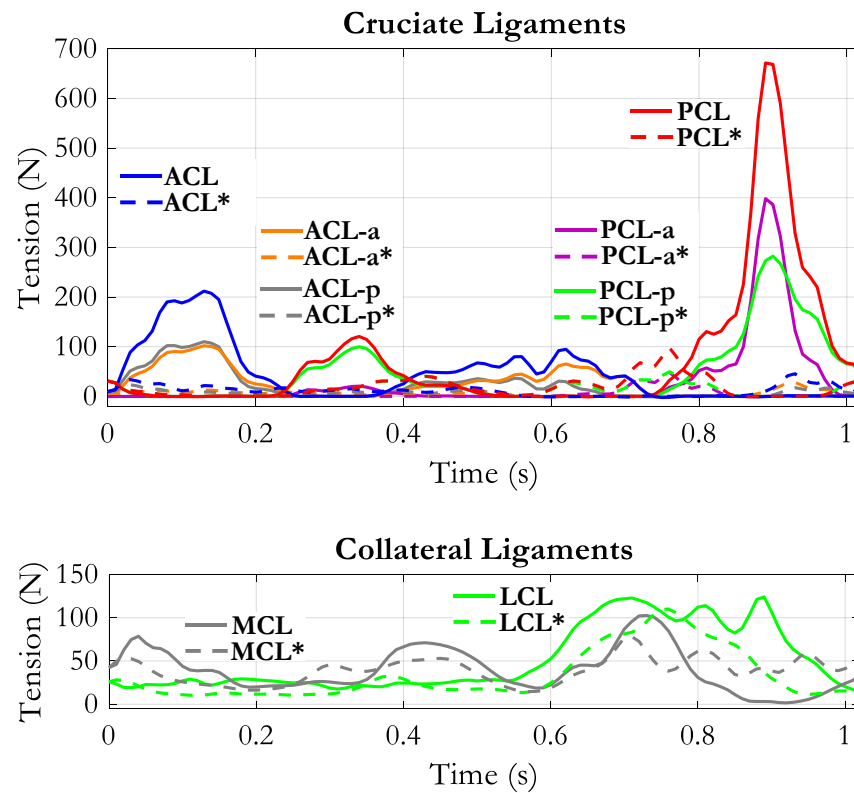 Cruciate Ligaments
700
600
500
400
300
200
100
0
Tension (N)
PCL
PCL*
ACL
ACL*
ACL-a
ACL-a*
ACL-p
ACL-p*
PCL-a
PCL-a*
PCL-p
PCL-p*
0 0.2 0.4 0.6 0.8 1
Time (s)
Collateral Ligaments
150
100
50
0
Tension (N)
MCL
MCL*
LCL
LCL*
0 0.2 0.4 0.6 0.8 1
Time (s)